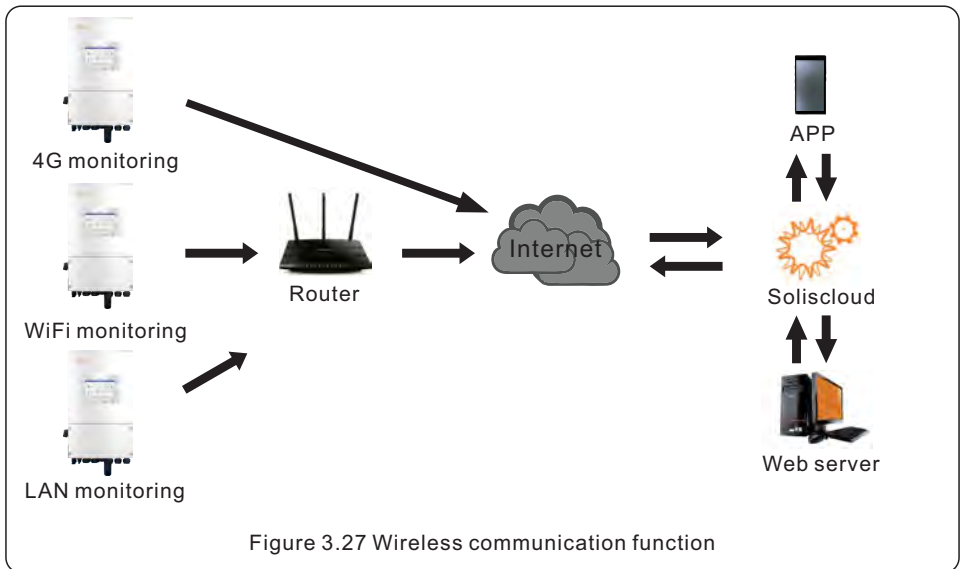 4G monitoring
WiFi monitoring
LAN monitoring
Router
Internet
APP
Soliscloud
Web server
Figure 3.27 Wireless communication function